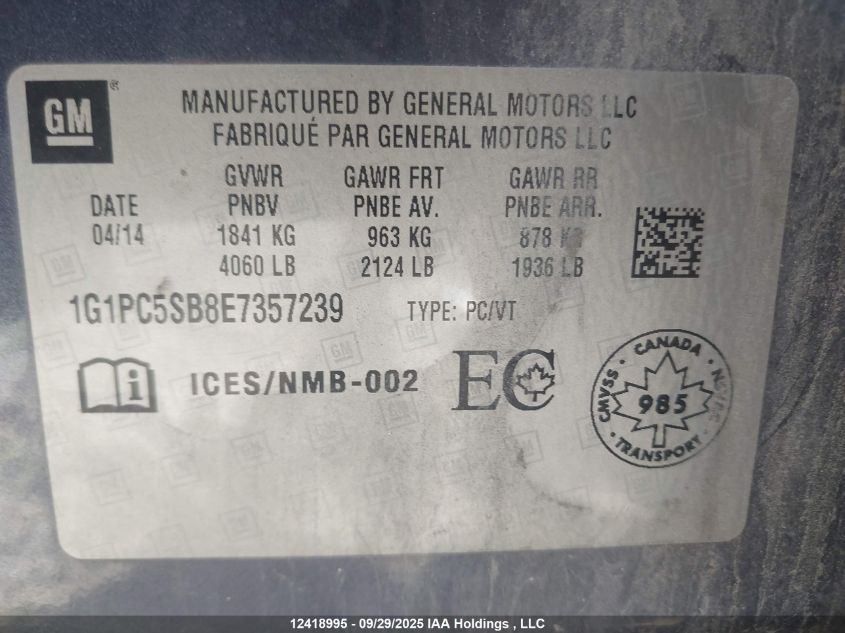 GM ®
MANUFACTURED BY GENERAL MOTORS LLC
FABRIQUÉ PAR GENERAL MOTORS LLC
GVWR GAWR FRT GAWR RR
DATE PNBV PNBE AV. PNBE ARR.
04/14 1841 KG 963 KG 878 KG
4060 LB 2124 LB 1936 LB
1G1PC5SB8E7357239 TYPE: PC/VT
i ICES/NMB-002 EC
CANADA
CMVSS
985
TRANSPORT
12418995 - 09/29/2025 IAA Holdings , LLC